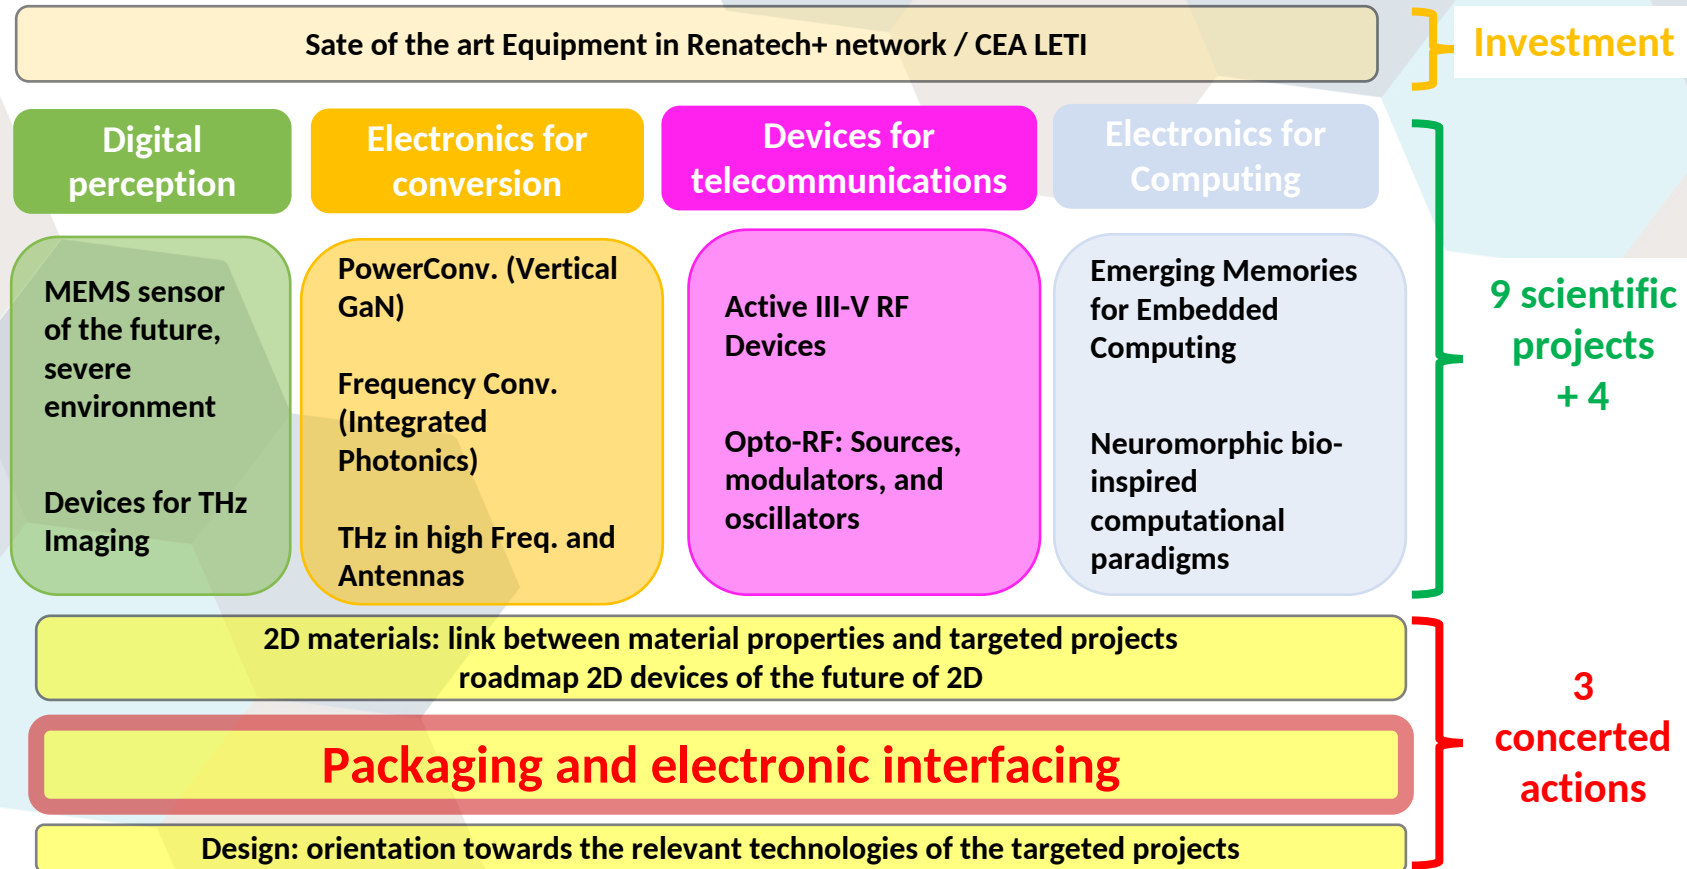 Sate of the art Equipment in Renatech+ network / CEA LETI
Investment
Digital
perception
Electronics for
conversion
Devices for
telecommunications
Electronics for
Computing
MEMS sensor
of the future,
severe
environment
Devices for THz
Imaging
PowerConv. (Vertical
GaN)
Frequency Conv.
(Integrated
Photonics)
THz in high Freq. and
Antennas
Active III-V RF
Devices
Opto-RF: Sources,
modulators, and
oscillators
Emerging Memories
for Embedded
Computing
Neuromorphic bio-
inspired
computational
paradigms
9 scientific
projects
+ 4
2D materials: link between material properties and targeted projects
roadmap 2D devices of the future of 2D
Packaging and electronic interfacing
Design: orientation towards the relevant technologies of the targeted projects
3
concerted
actions